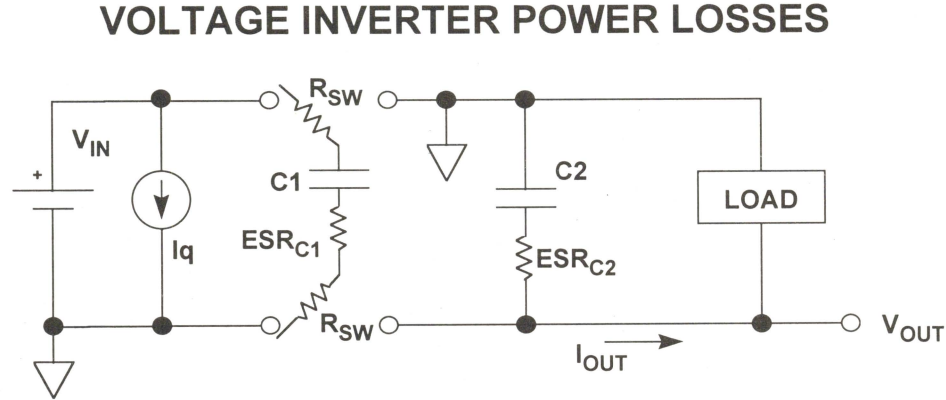 VOLTAGE INVERTER POWER LOSSES
RSW
VIN
+
C1
C2
LOAD
Iq
ESRC1
ESRC2
RSW
IOUT
VOUT